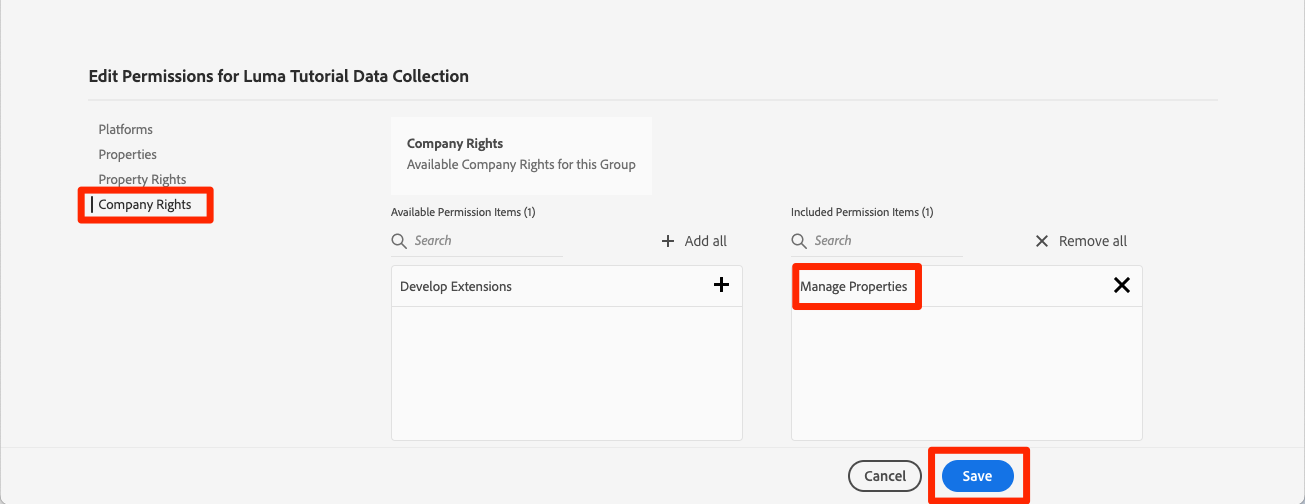 Edit Permissions for Luma Tutorial Data Collection
Platforms
Properties
Property Rights
Company Rights
Company Rights
Available Company Rights for this Group
Available Permission Items (1)
Search
Add all
Develop Extensions
Included Permission Items (1)
Search
Remove all
Manage Properties
Cancel
Save